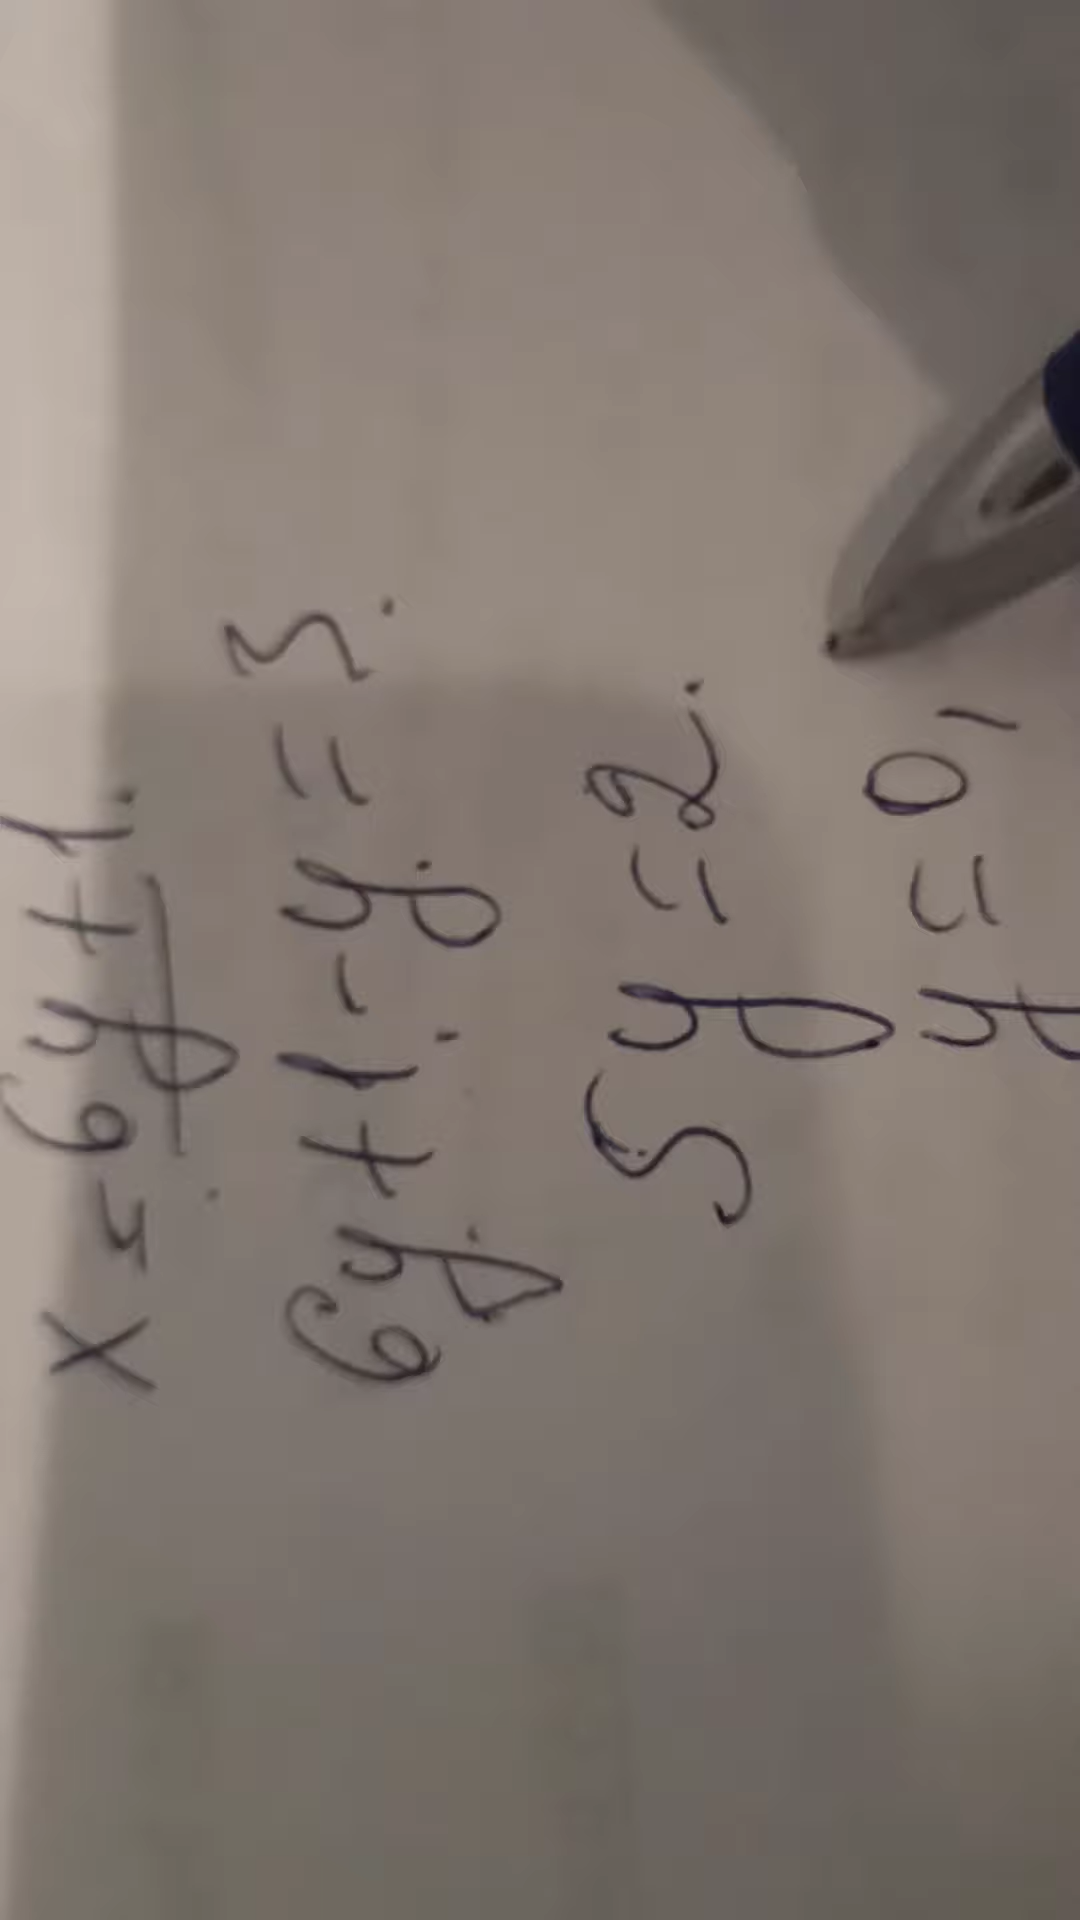 x = 6y + 1.
6y + 1 - y = 3.
5y = 2.
y = 0,